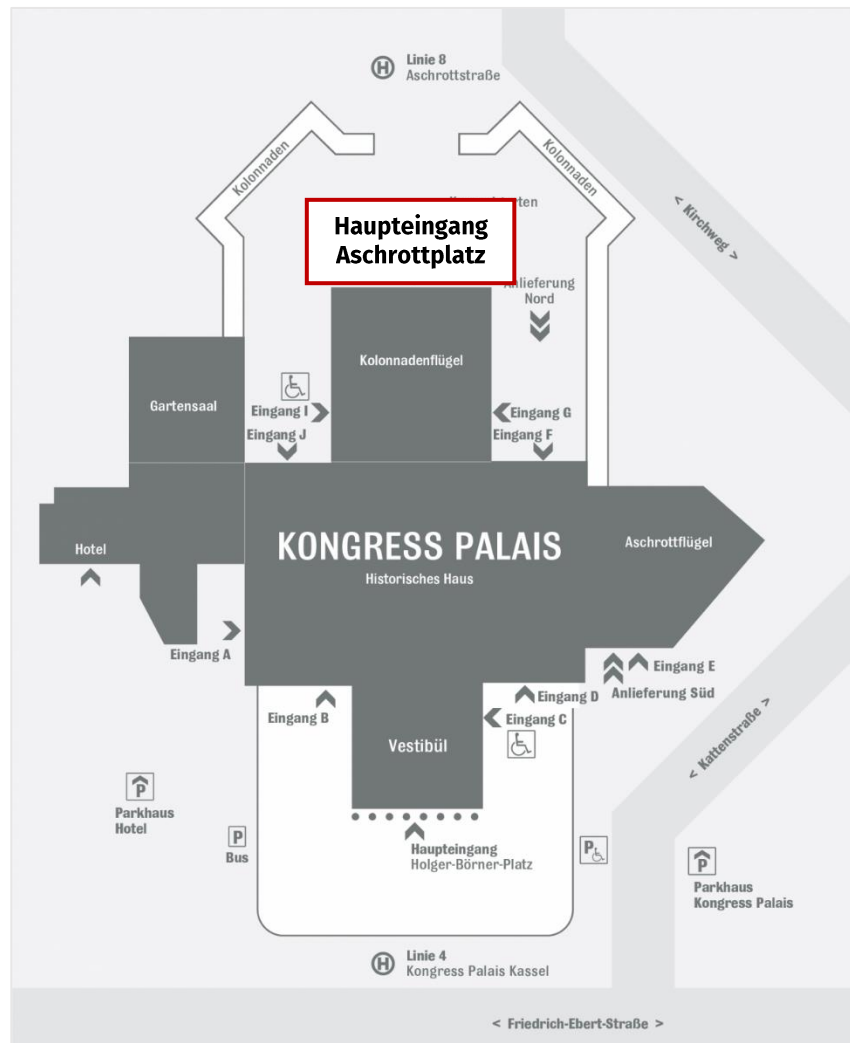 Linie 8
Aschrottstraße
Kolonnaden
Kolonnaden
< Kirchweg >
Haupteingang
Aschrottplatz
Nord
Kolonnadenflügel
Gartensaal
Eingang I
Eingang G
Eingang J
Eingang F
Hotel
KONGRESS PALAIS
Historisches Haus
Aschrottflügel
Eingang A
Eingang E
Anlieferung Süd
Eingang B
Eingang D
Eingang C
Vestibül
< Kattenstraße >
P
Parkhaus
Hotel
P
Bus
Haupteingang
Holger-Börner-Platz
P
P
Parkhaus
Kongress Palais
H
Linie 4
Kongress Palais Kassel
H
< Friedrich-Ebert-Straße >